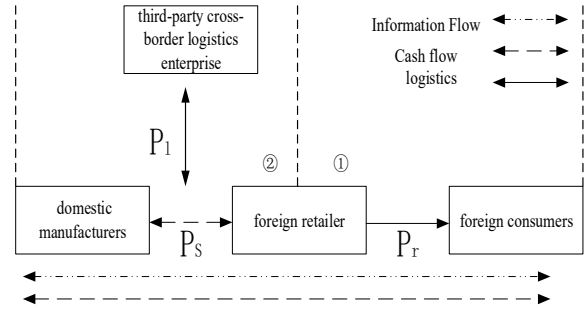 third-party cross-
border logistics
enterprise
Information Flow
Cash flow
logistics
P1
②
①
domestic
manufacturers
PS
foreign retailer
Pr
foreign consumers